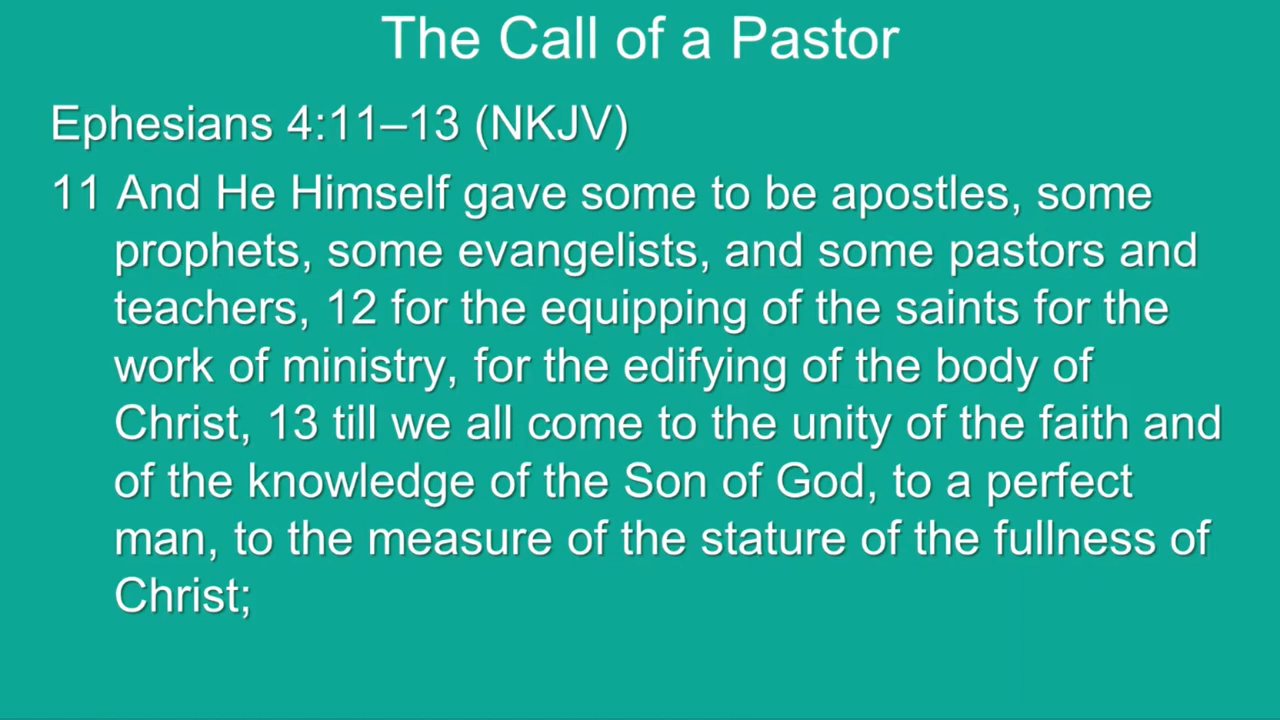 The Call of a Pastor
Ephesians 4:11–13 (NKJV)
11 And He Himself gave some to be apostles, some
prophets, some evangelists, and some pastors and
teachers, 12 for the equipping of the saints for the
work of ministry, for the edifying of the body of
Christ, 13 till we all come to the unity of the faith and
of the knowledge of the Son of God, to a perfect
man, to the measure of the stature of the fullness of
Christ;